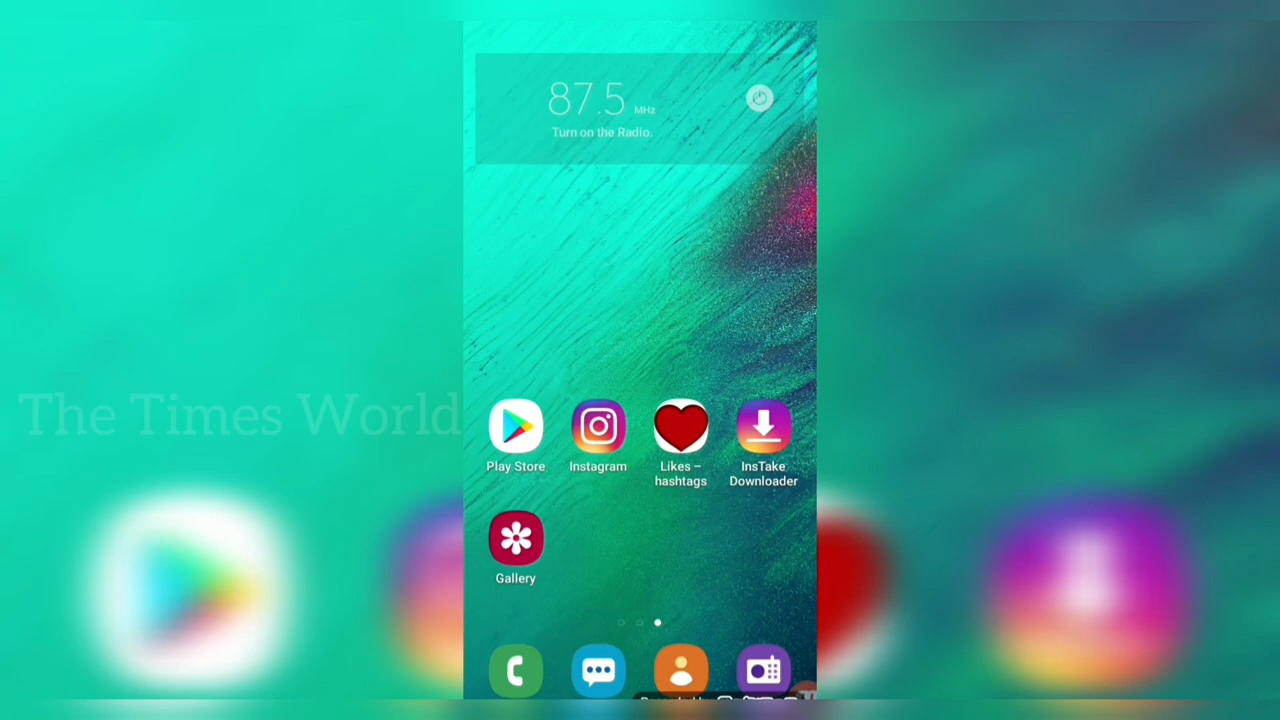 87.5 MHz
Turn on the Radio.
The Times World
Play Store
Instagram
Likes –
hashtags
InsTake
Downloader
Gallery